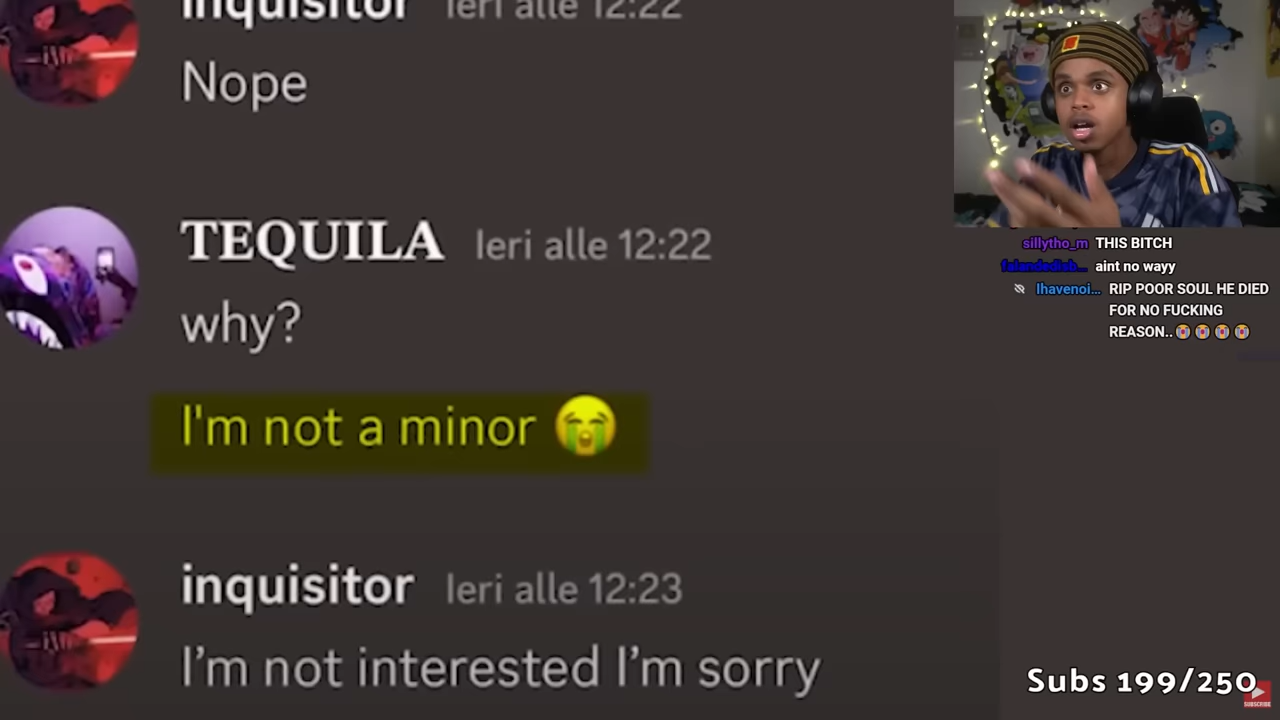 inquisitor Ieri alle 12:22
Nope
TEQUILA Ieri alle 12:22
why?
I'm not a minor 😭
inquisitor Ieri alle 12:23
I’m not interested I’m sorry
sillytho_m THIS BITCH
aint no wayy
Ihavenoi... RIP POOR SOUL HE DIED
FOR NO FUCKING
REASON..😭😭😭😭
Subs 199/250
SUBSCRIBE